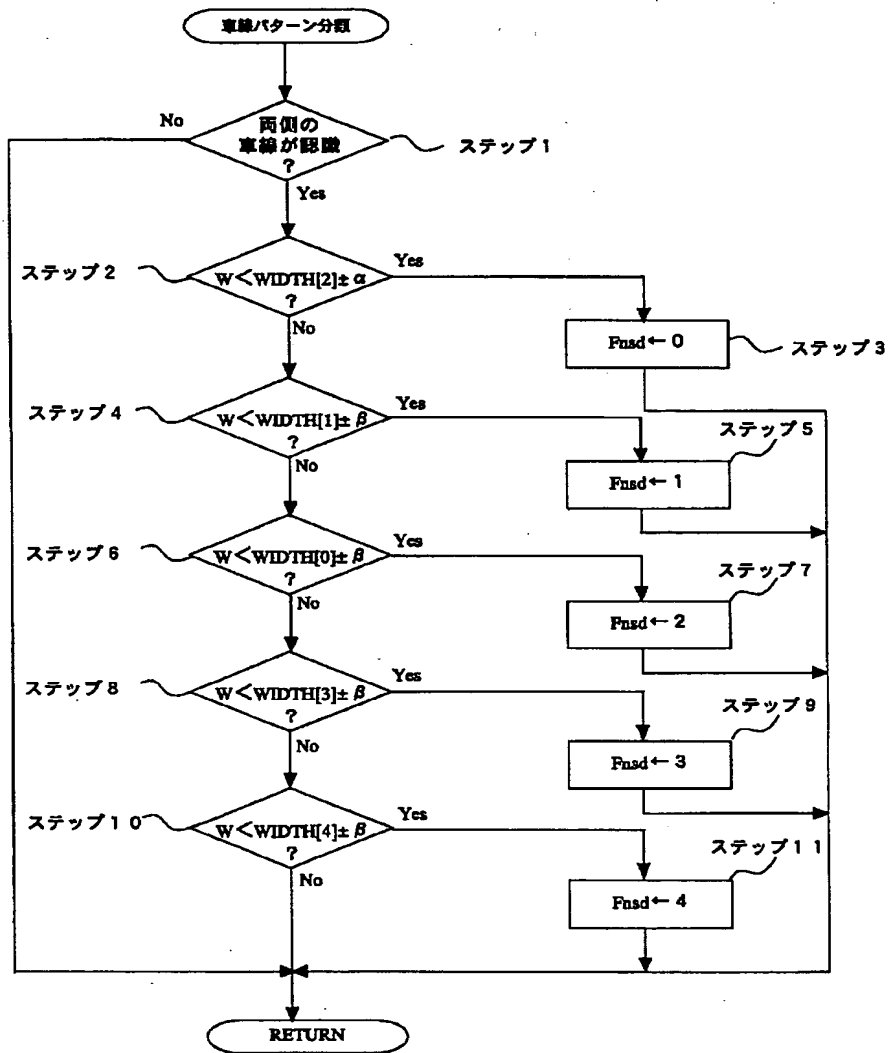 車線パターン分類
No
両側の
車線が認識
?
ステップ1
Yes
ステップ2
W<WIDTH[2]± α
?
Yes
No
Fnsd←0
ステップ3
ステップ4
W<WIDTH[1]± β
?
Yes
No
ステップ5
Fnsd←1
ステップ6
W<WIDTH[0]± β
?
Yes
No
ステップ7
Fnsd←2
ステップ8
W<WIDTH[3]± β
?
Yes
No
ステップ9
Fnsd←3
ステップ10
W<WIDTH[4]± β
?
Yes
No
ステップ11
Fnsd←4
RETURN